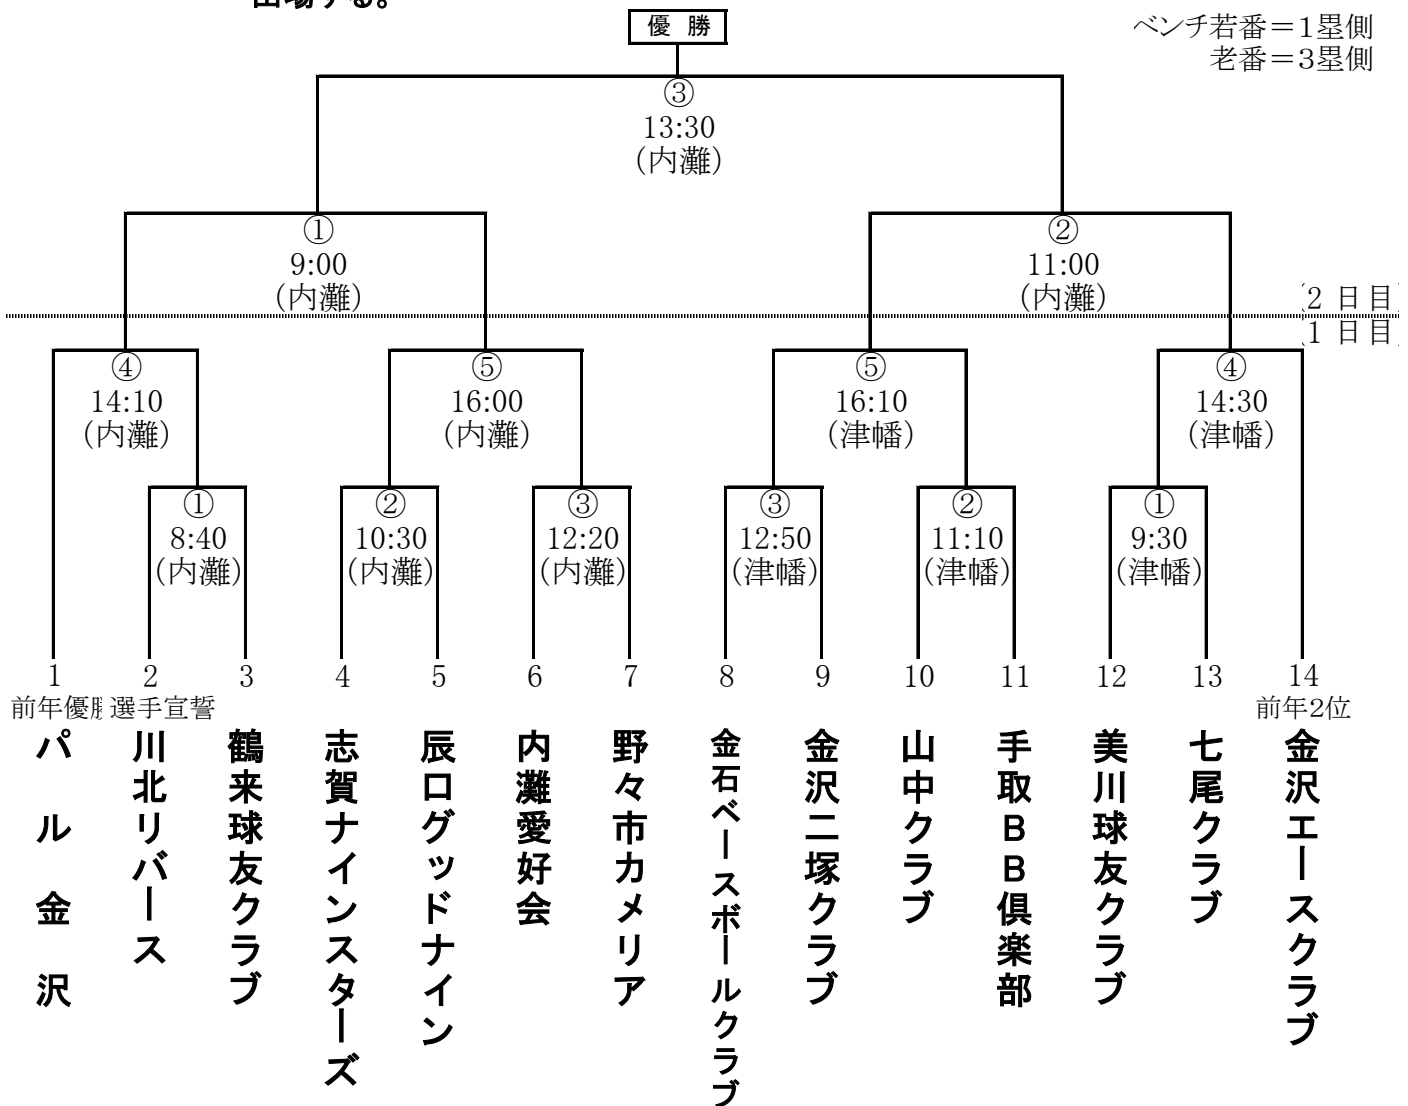 出場する。
優 勝
ベンチ若番＝1塁側
老番＝3塁側
③
13:30
(内灘)
①
9:00
(内灘)
②
11:00
(内灘)
2 日目
1 日目
④
14:10
(内灘)
⑤
16:00
(内灘)
⑤
16:10
(津幡)
④
14:30
(津幡)
①
8:40
(内灘)
②
10:30
(内灘)
③
12:20
(内灘)
③
12:50
(津幡)
②
11:10
(津幡)
①
9:30
(津幡)
1 2 3 4 5 6 7 8 9 10 11 12 13 14
前年優勝 選手宣誓 前年2位
パル金沢
川北リバース
鶴来球友クラブ
志賀ナインスターズ
辰口グッドナイン
内灘愛好会
野々市カメリア
金石ベースボールクラブ
金沢二塚クラブ
山中クラブ
手取BB倶楽部
美川球友クラブ
七尾クラブ
金沢エースクラブ